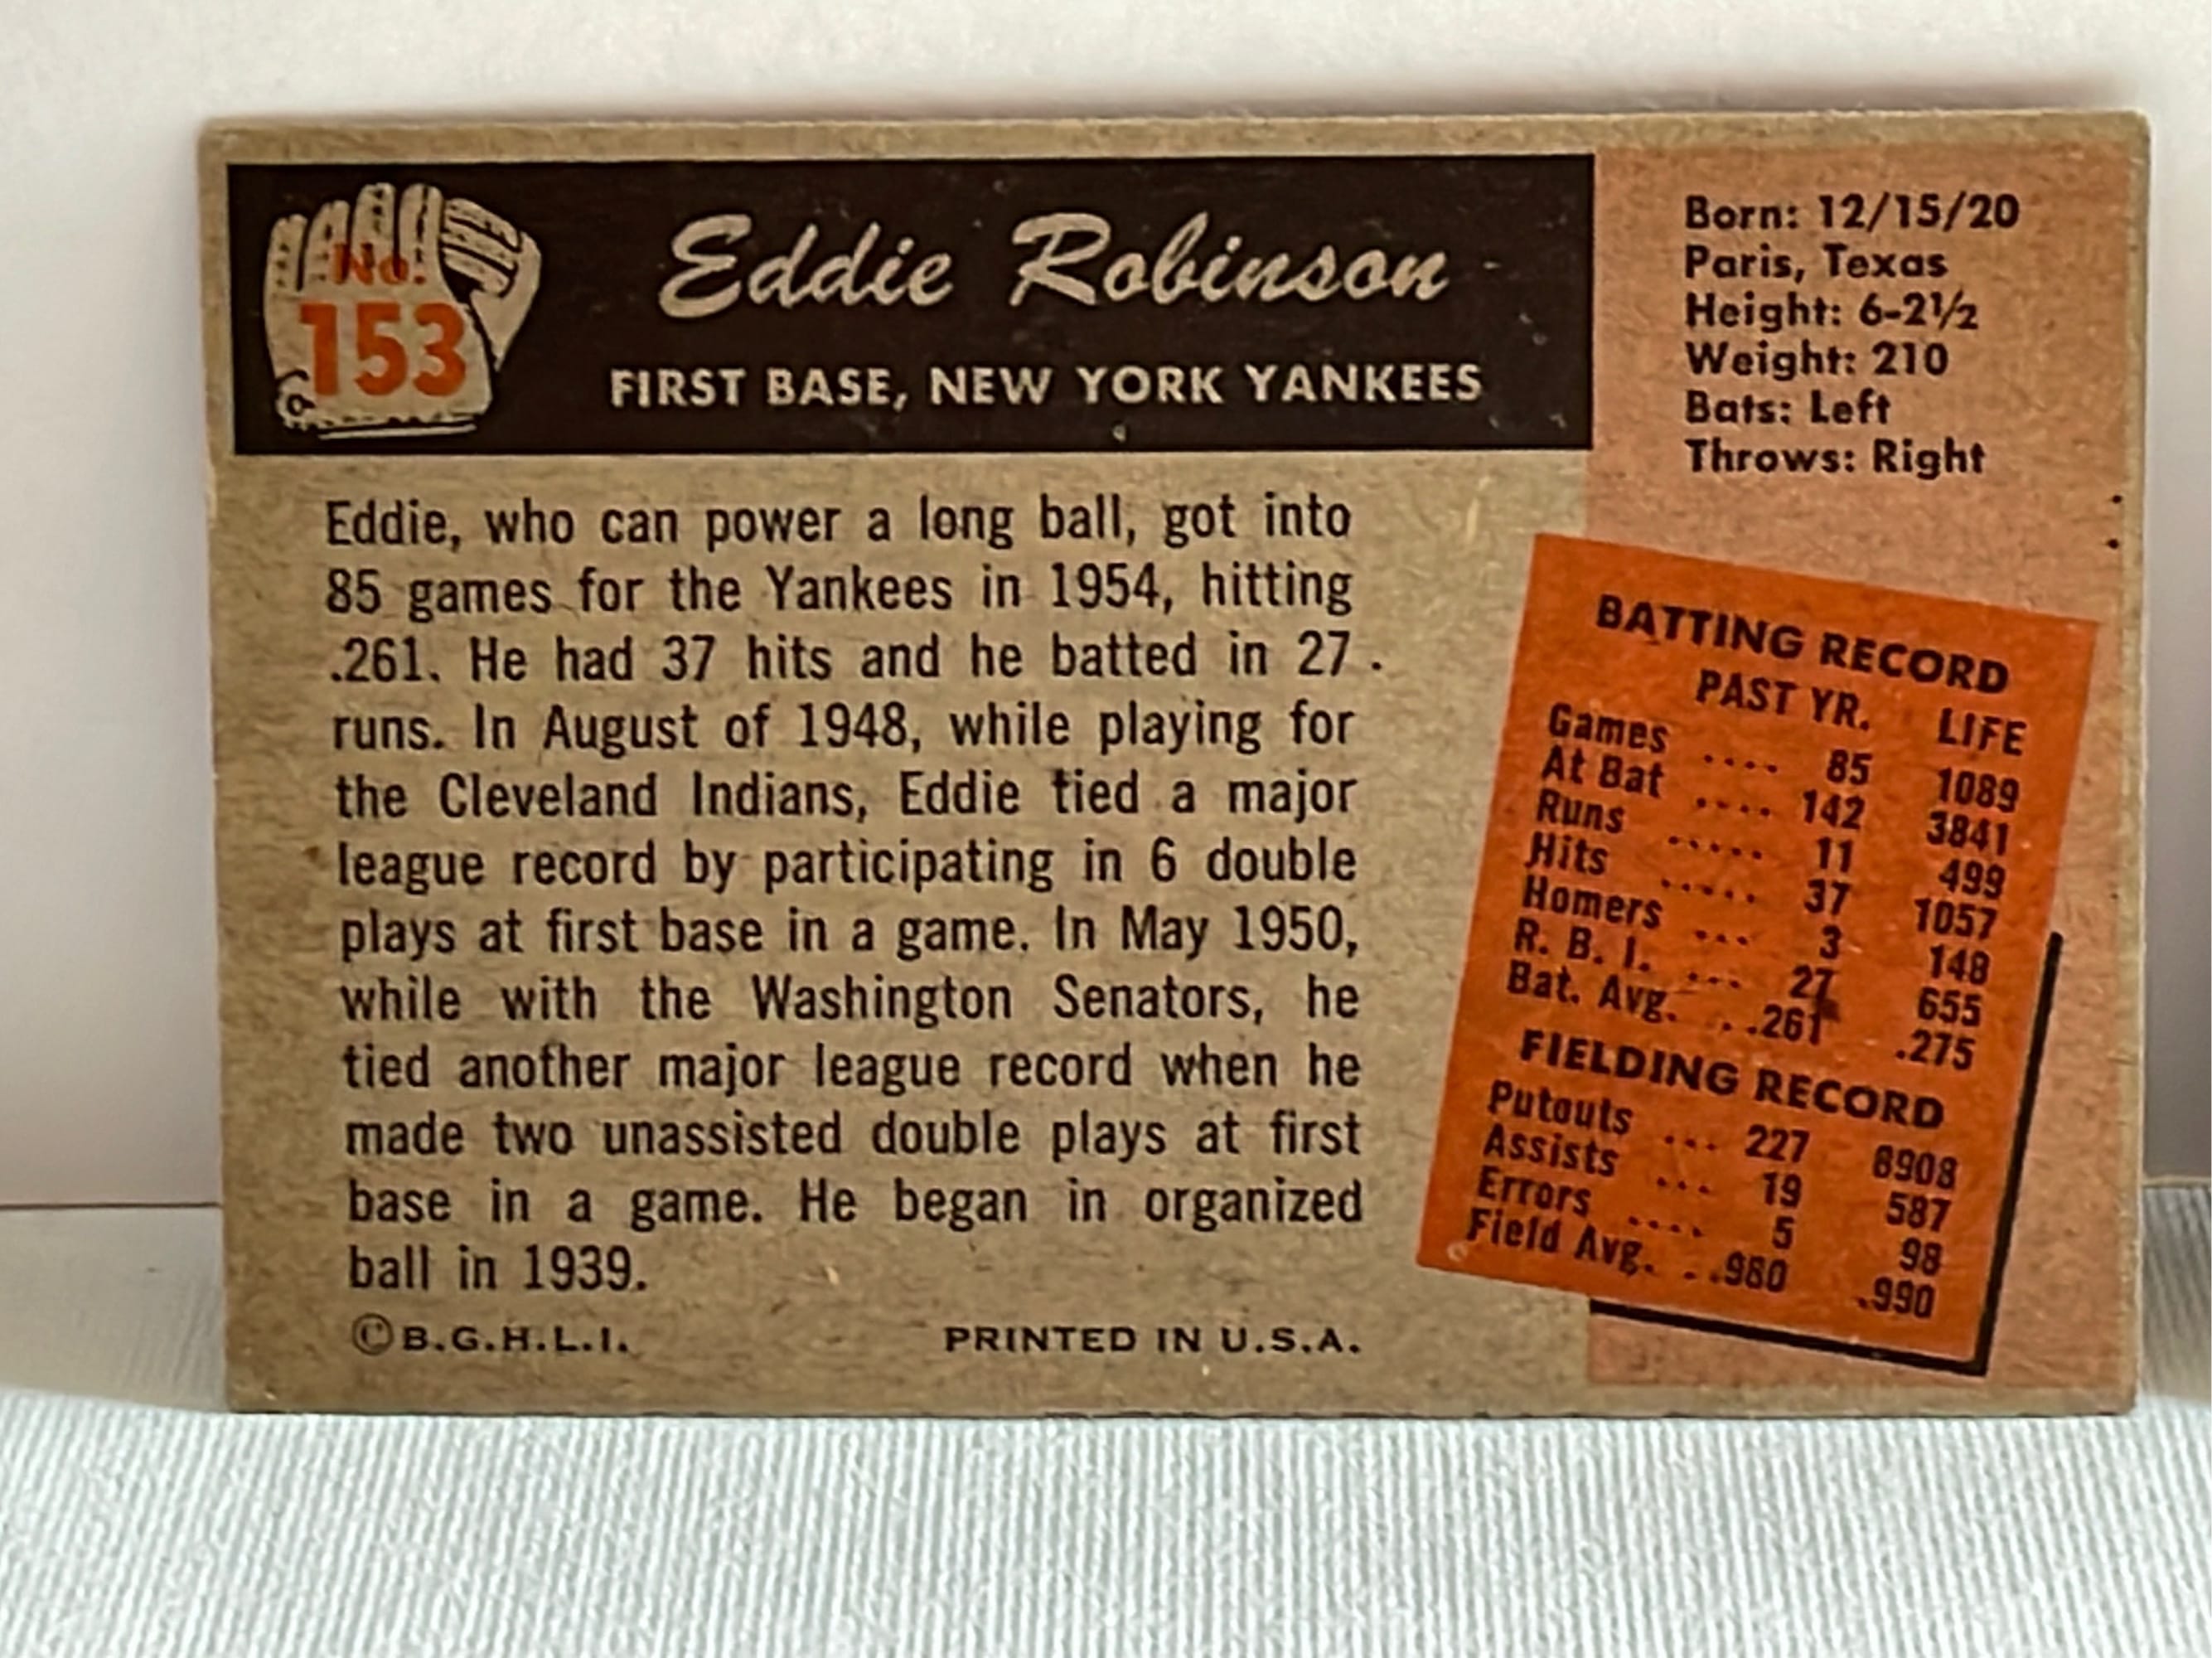 No.
153
Eddie Robinson
FIRST BASE, NEW YORK YANKEES
Born: 12/15/20
Paris, Texas
Height: 6-2½
Weight: 210
Bats: Left
Throws: Right
Eddie, who can power a long ball, got into
85 games for the Yankees in 1954, hitting
.261. He had 37 hits and he batted in 27
runs. In August of 1948, while playing for
the Cleveland Indians, Eddie tied a major
league record by participating in 6 double
plays at first base in a game. In May 1950,
while with the Washington Senators, he
tied another major league record when he
made two unassisted double plays at first
base in a game. He began in organized
ball in 1939.
©B.G.H.L.I. PRINTED IN U.S.A.
BATTING RECORD
PAST YR. LIFE
Games .... 85 1089
At Bat .... 142 3841
Runs ..... 11 499
Hits ..... 37 1057
Homers ... 3 148
R. B. I. ... 27 655
Bat. Avg. . .261 .275
FIELDING RECORD
Putouts ... 227 8908
Assists ... 19 587
Errors .... 5 98
Field Avg. . .980 .990